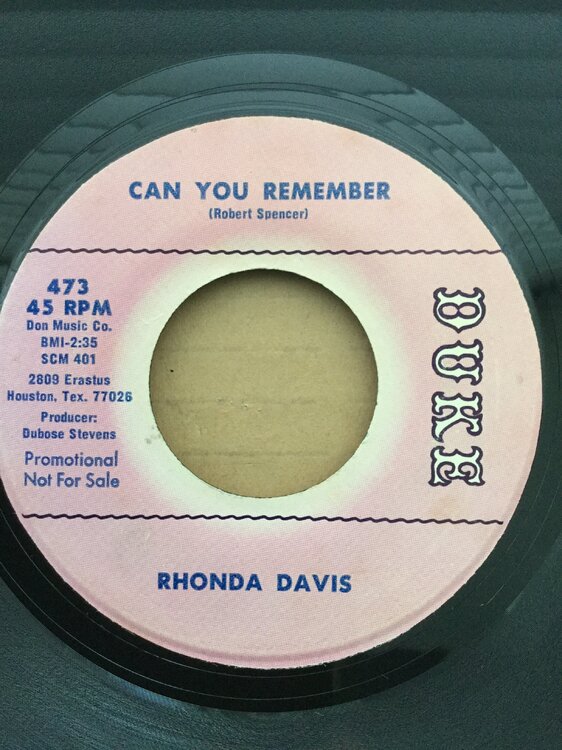 CAN YOU REMEMBER
(Robert Spencer)
473
45 RPM
Don Music Co.
BMI-2:35
SCM 401
2809 Erastus
Houston, Tex. 77026
Producer:
Dubose Stevens
Promotional
Not For Sale
DUKE
RHONDA DAVIS